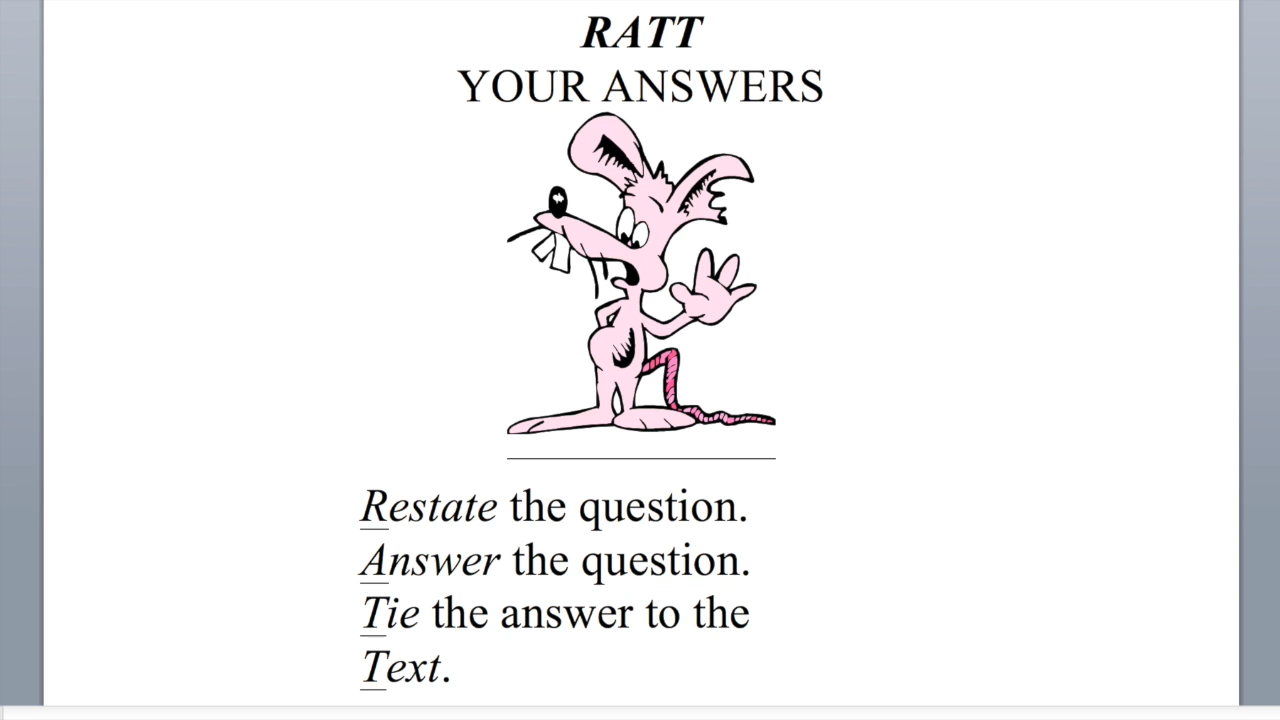 RATT
YOUR ANSWERS
Restate the question.
Answer the question.
Tie the answer to the
Text.